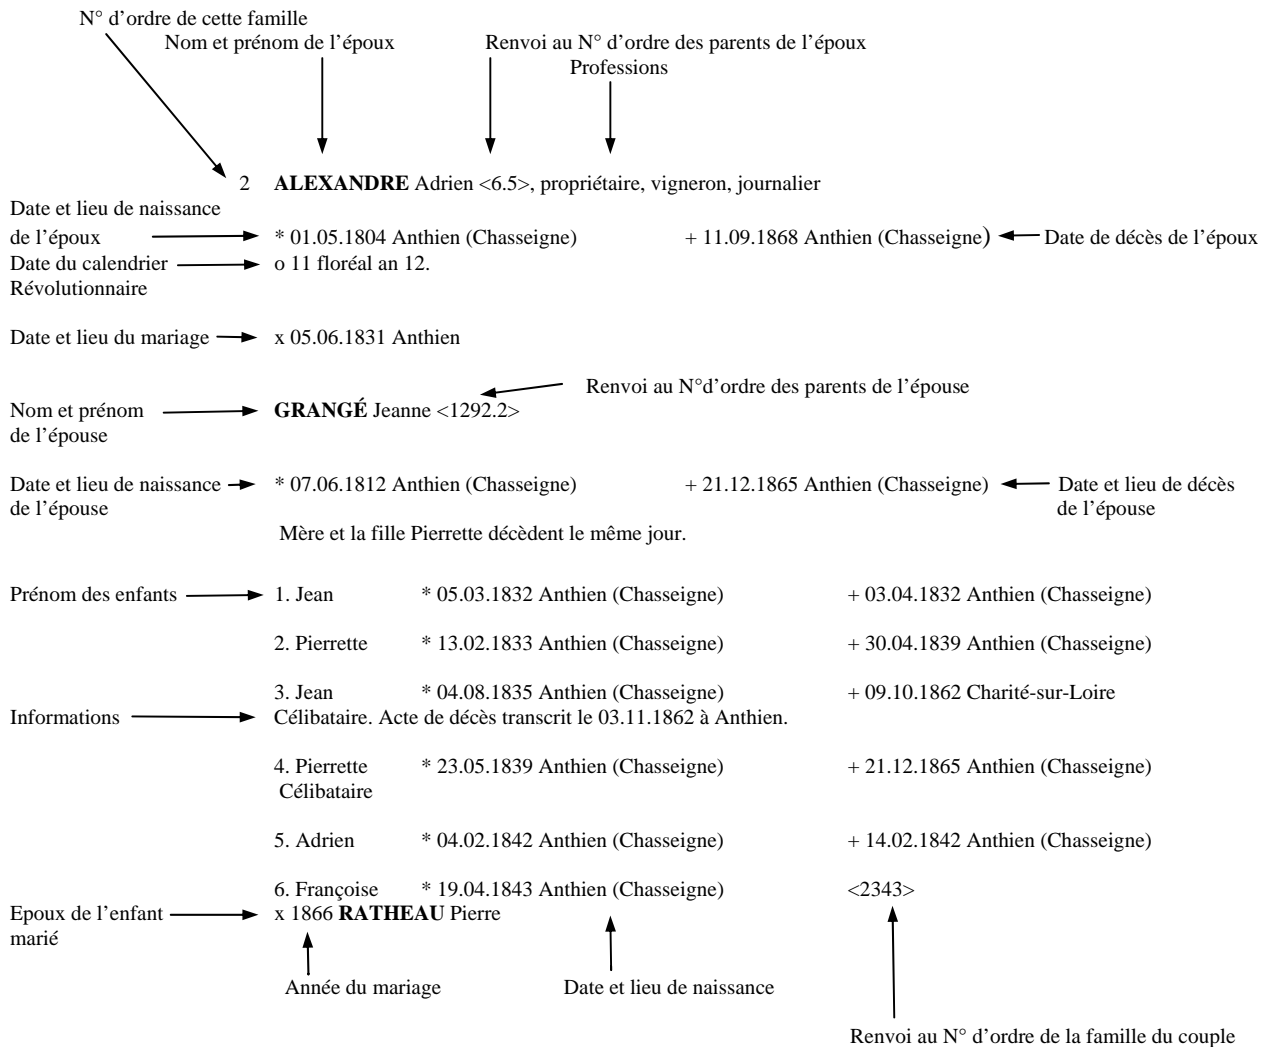 N° d'ordre de cette famille
Nom et prénom de l'époux Renvoi au N° d'ordre des parents de l'époux
Professions
2 ALEXANDRE Adrien <6.5>, propriétaire, vigneron, journalier
Date et lieu de naissance
de l'époux * 01.05.1804 Anthien (Chasseigne) + 11.09.1868 Anthien (Chasseigne) Date de décès de l'époux
Date du calendrier o 11 floréal an 12.
Révolutionnaire
Date et lieu du mariage x 05.06.1831 Anthien
Renvoi au N°d'ordre des parents de l'épouse
Nom et prénom GRANGÉ Jeanne <1292.2>
de l'épouse
Date et lieu de naissance * 07.06.1812 Anthien (Chasseigne) + 21.12.1865 Anthien (Chasseigne) Date et lieu de décès
de l'épouse de l'épouse
Mère et la fille Pierrette décèdent le même jour.
Prénom des enfants 1. Jean * 05.03.1832 Anthien (Chasseigne) + 03.04.1832 Anthien (Chasseigne)
2. Pierrette * 13.02.1833 Anthien (Chasseigne) + 30.04.1839 Anthien (Chasseigne)
3. Jean * 04.08.1835 Anthien (Chasseigne) + 09.10.1862 Charité-sur-Loire
Informations Célibataire. Acte de décès transcrit le 03.11.1862 à Anthien.
4. Pierrette * 23.05.1839 Anthien (Chasseigne) + 21.12.1865 Anthien (Chasseigne)
Célibataire
5. Adrien * 04.02.1842 Anthien (Chasseigne) + 14.02.1842 Anthien (Chasseigne)
6. Françoise * 19.04.1843 Anthien (Chasseigne) <2343>
Epoux de l'enfant x 1866 RATHEAU Pierre
marié
Année du mariage Date et lieu de naissance
Renvoi au N° d'ordre de la famille du couple